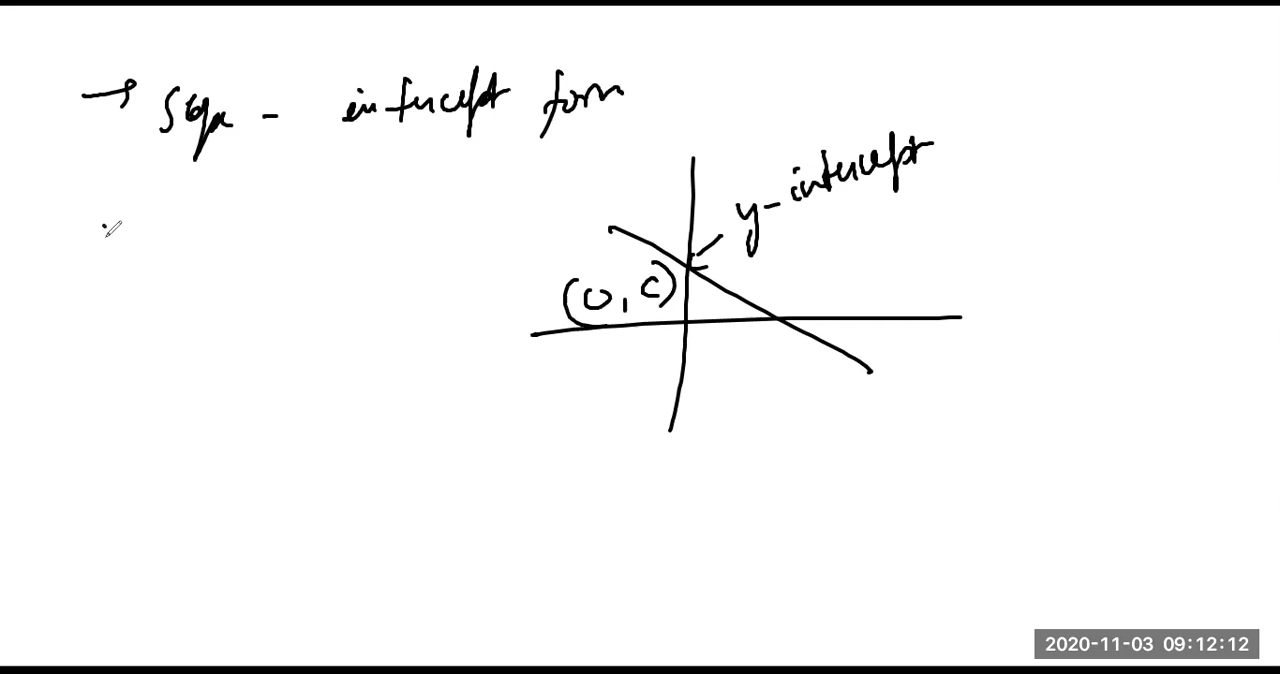 → Slope - intercept form
y-intercept
(0, c)
2020-11-03 09:12:12